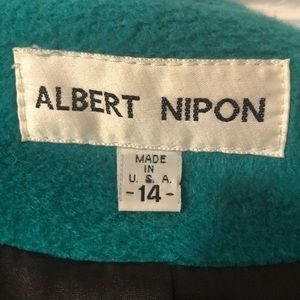 ALBERT NIPON
MADE
IN
U. S. A.
-14-